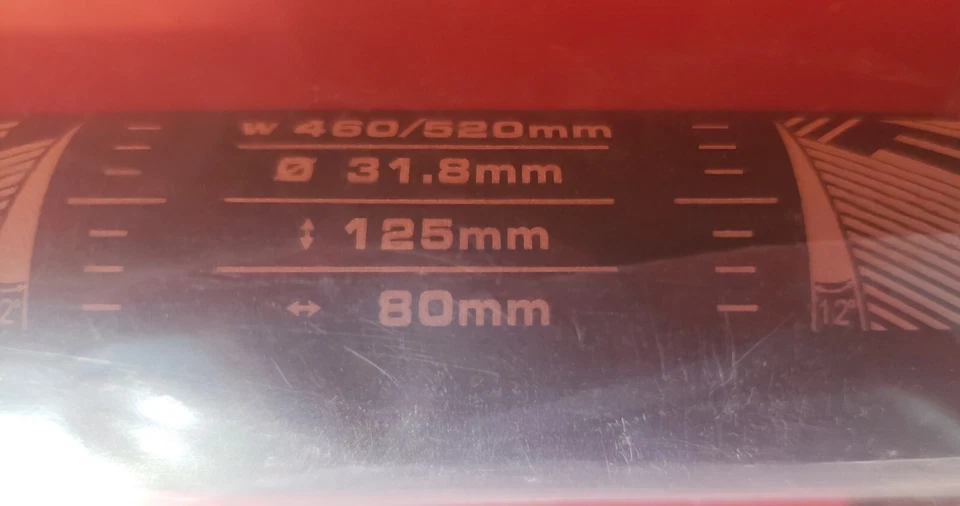 w 460/520mm
Ø 31.8mm
↕ 125mm
↔ 80mm
12°